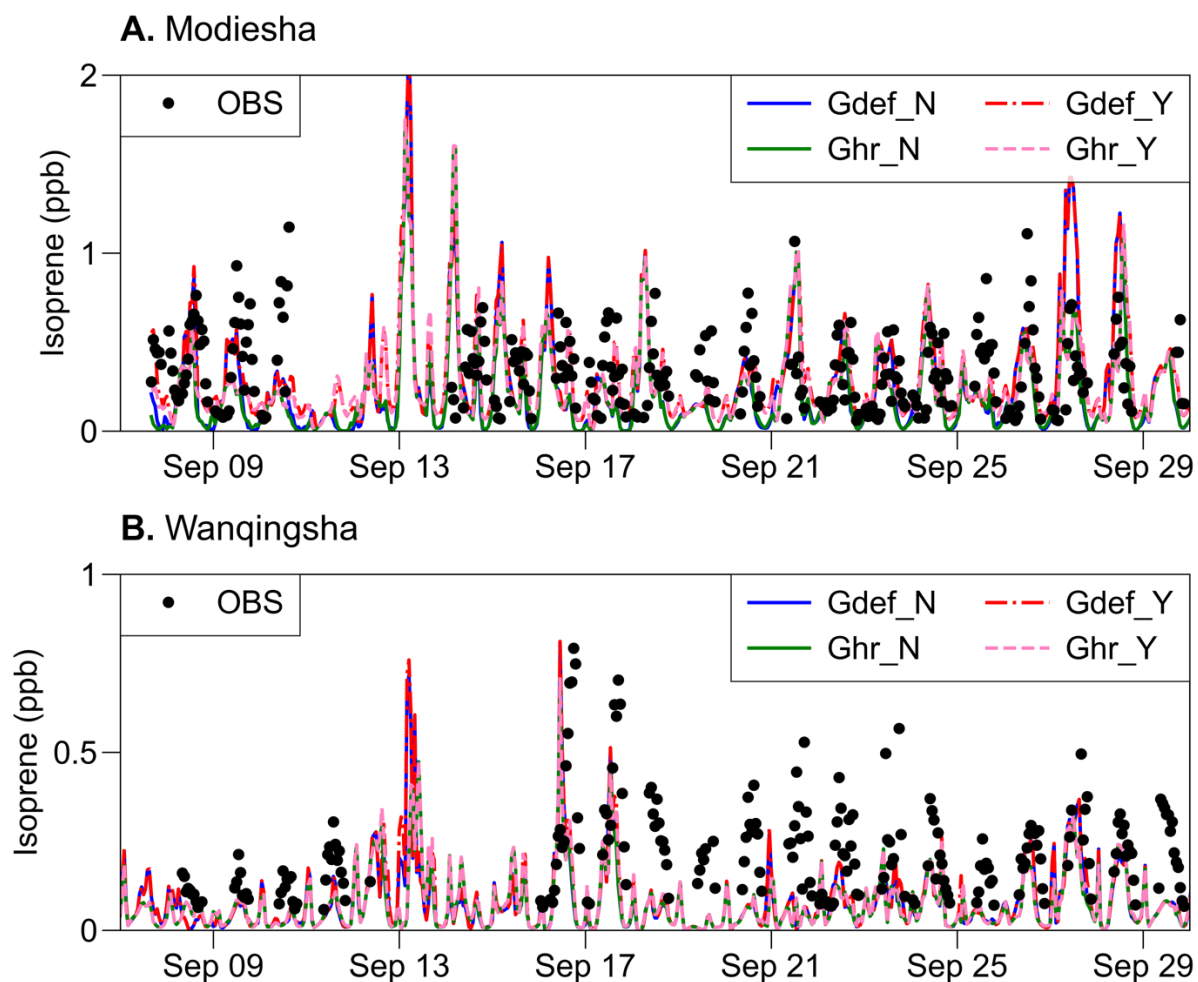 A. Modiesha
2
OBS
Gdef_N
Gdef_Y
Ghr_N
Ghr_Y
Isoprene (ppb)
1
0
Sep 09
Sep 13
Sep 17
Sep 21
Sep 25
Sep 29
B. Wanqingsha
1
OBS
Gdef_N
Gdef_Y
Ghr_N
Ghr_Y
Isoprene (ppb)
0.5
0
Sep 09
Sep 13
Sep 17
Sep 21
Sep 25
Sep 29